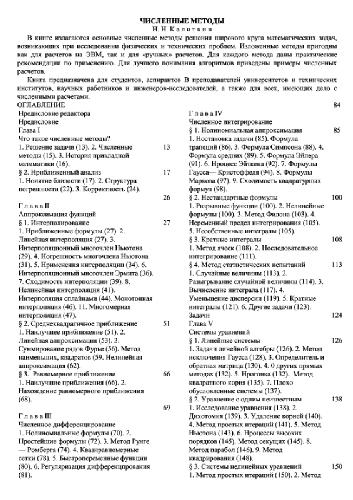 ЧИСЛЕННЫЕ МЕТОДЫ
Н Н Калиткин
В книге излагаются основные численные методы решения широкого круга математических задач,
возникающих при исследовании физических и технических проблем. Изложенные методы пригодны
как для расчетов на ЭВМ, так и для «ручных» расчетов. Для каждого метода даны практические
рекомендации по применению. Для лучшего понимания алгоритмов приведены примеры численных
расчетов.
Книга предназначена для студентов, аспирантов В преподавателей университетов и технических
институтов, научных работников и инженеров-исследователей, а также для всех, имеющих дело с
численными расчетами.
ОГЛАВЛЕНИЕ
Предисловие редактора
Предисловие
Глава I
Что такое численные методы?
1. Решение задачи (13). 2. Численные 13
методы (15). 3. История прикладной
математики (16).
§ 2. Приближенный анализ 17
1. Понятие близости (17). 2. Структура
погрешности (22). 3. Корректность (24).
26
Глава II
Аппроксимация функций
§ 1. Интерполирование 27
1. Приближенные формулы (27). 2.
Линейная интерполяция (27). 3.
Интерполяционный многочлен Ньютона
(29), 4. Погрешность многочлена Ньютона
(31), 5. Применения интерполяции (34). 6.
Интерполяционный многочлен Эрмита (36).
7. Сходимость интерполяции (39). 8.
Нелинейная интерполяция (41).
Интерполяция сплайнами (44). Монотонная
интерполяция (46). 11. Многомерная
интерполяция (47).
§ 2. Среднеквадратичное приближение 51
1. Наилучшее приближение (51). 2.
Линейная аппроксимация (53). 3.
Суммирование рядов Фурье (56). Метод
наименьших, квадратов (59. Нелинейная
аппроксимация (62).
§ 3. Равномерное приближение 66
1. Наилучшие приближения (66). 2.
Нахождение равномерного приближения
(68).
69
Глава III
Численное дифференцирование
1. Полиномиальные формулы (70). 2.
Простейшие формулы (72). 3. Метод Рунге
— Ромберга (74). 4. Квазиравномерные
сетки (78). 5. Быстропеременные функции
(80), 6. Регуляризация дифференцирования
(81).
84
Глава IV
Численное интегрирование
§ 1. Полиномиальная аппроксимация 85
1. Постановка задачи (85). Формула
трапеций (86). 3. Формула Симпсона (88). 4.
Формула средних (89). 5. Формула Эйлера
(91). 6. Процесс Эйткена (92). 7. Формулы
Гаусса— Кристоффеля (94). 8. Формулы
Маркова (97). 9. Сходимость квадратурных
формул (98).
§ 2. Нестандартные формулы 100
1. Разрывные функции (100). 2. Нелинейные
формулы (100). 3. Метод Филона (103). 4.
Переменный предел интегрирования (105).
5. Несобственные интегралы (105).
§ 3. Кратные интегралы 108
1. Метод ячеек (108). 2. Последовательное
интегрирование (111).
§ 4. Метод статистических испытаний 113
1. Случайные величины (113). 2.
Разыгрывание случайной величины (114). 3.
Вычисление интеграла (117). 4.
Уменьшение дисперсии (119). 5. Кратные
интегралы (121). 6. Другие задачи (123).
Задачи 124
Глава V
Системы уравнений
§ 1. Линейные системы 126
1. Задачи линейной алгебры (126). 2. Метод
исключения Гаусса (128). 3. Определитель и
обратная матрица (130). 4. О других прямых
методах (132). 5. Прогонка (132). Метод
квадратного корня (135). 7. Плохо
обусловленные системы (137).
§ 2. Уравнение с одним неизвестным 138
1. Исследование уравнения (138). 2.
Дихотомия (139). 3. Удаление корней (140).
4. Метод простых итераций (141). 5. Метод
Ньютона (143). 6. Процессы высоких
порядков (145). Метод секущих (145). 8.
Метод парабол (146). 9. Метод
квадрирования (148).
§ 3. Системы нелинейных уравнений 150
1. Метод простых итераций (150). 2. Метод